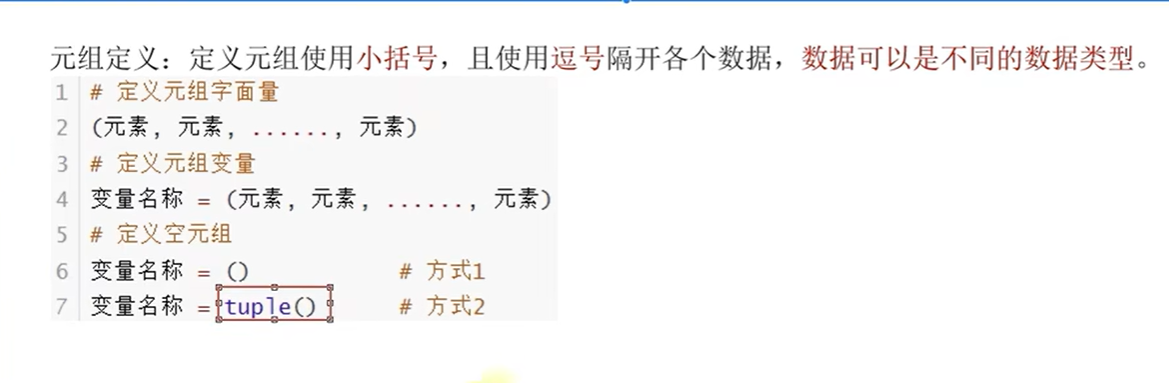 元组定义：定义元组使用小括号，且使用逗号隔开各个数据，数据可以是不同的数据类型。
1 # 定义元组字面量
2 (元素, 元素, ......, 元素)
3 # 定义元组变量
4 变量名称 = (元素, 元素, ......, 元素)
5 # 定义空元组
6 变量名称 = () # 方式1
7 变量名称 = tuple() # 方式2